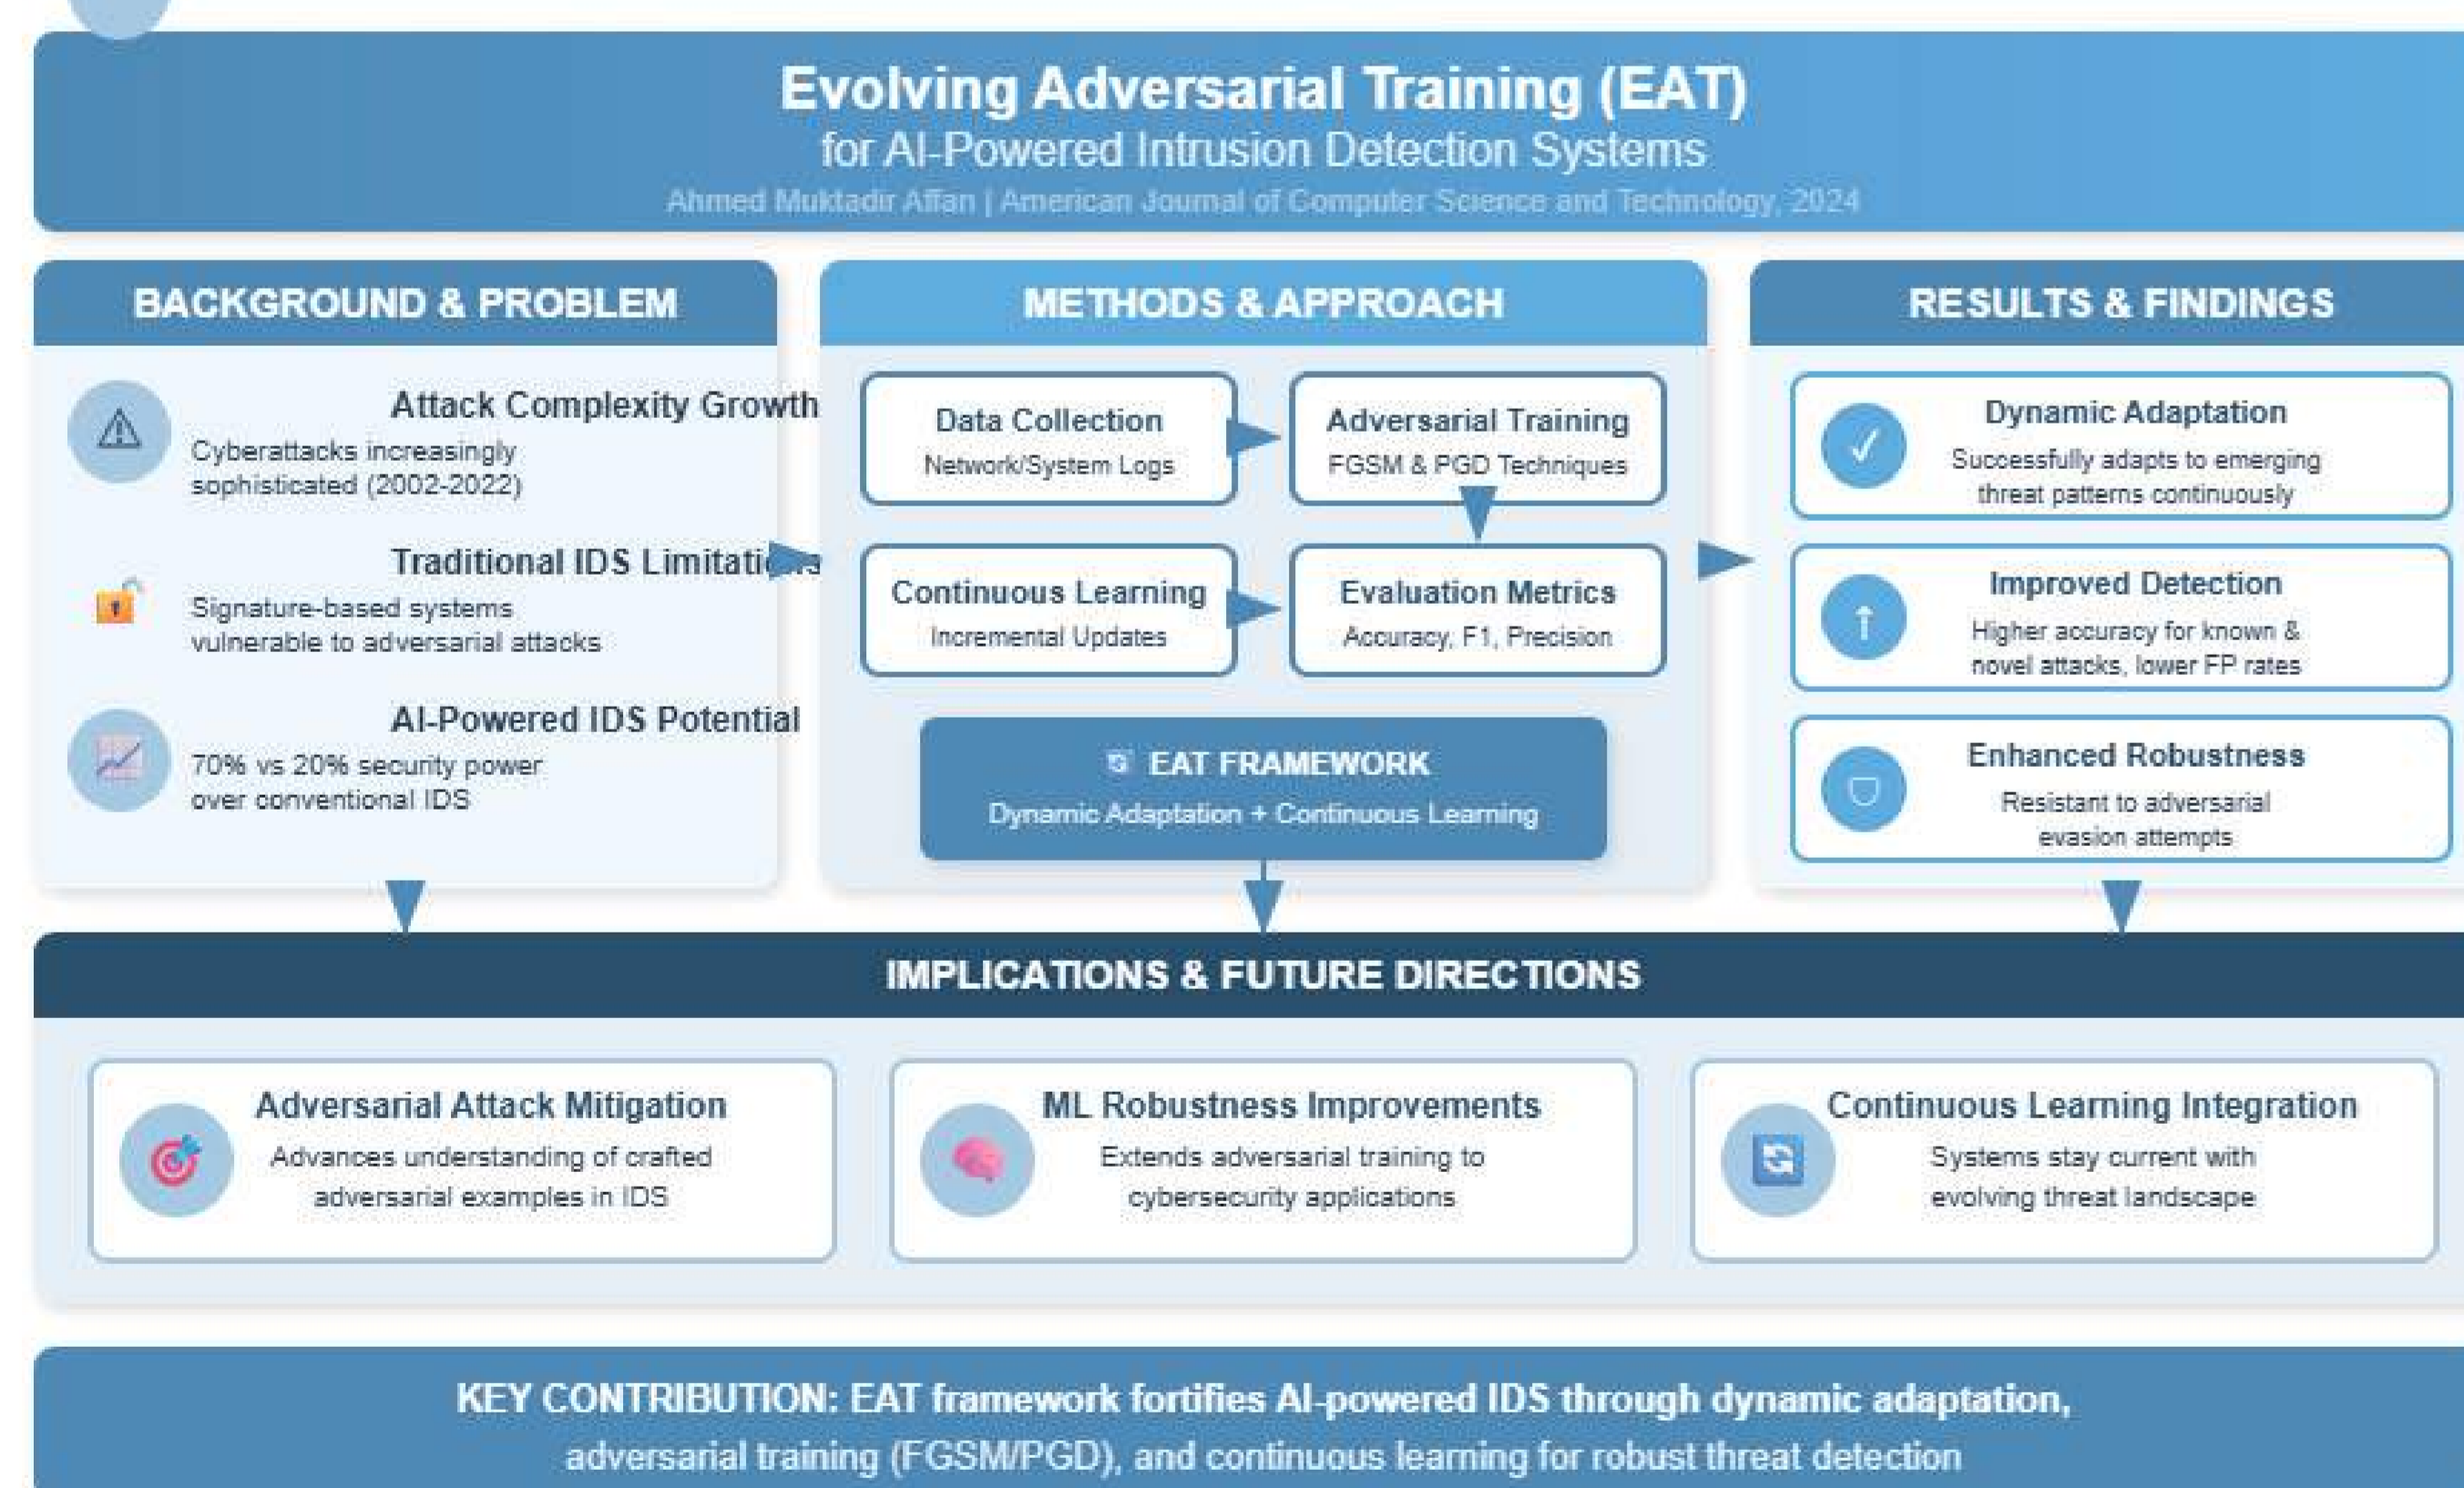 Evolving Adversarial Training (EAT)
for AI-Powered Intrusion Detection Systems
Ahmed Muktadir Affan | American Journal of Computer Science and Technology, 2024
BACKGROUND & PROBLEM
Attack Complexity Growth
Cyberattacks increasingly
sophisticated (2002-2022)
Traditional IDS Limitations
Signature-based systems
vulnerable to adversarial attacks
AI-Powered IDS Potential
70% vs 20% security power
over conventional IDS
METHODS & APPROACH
Data Collection
Network/System Logs
Adversarial Training
FGSM & PGD Techniques
Continuous Learning
Incremental Updates
Evaluation Metrics
Accuracy, F1, Precision
EAT FRAMEWORK
Dynamic Adaptation + Continuous Learning
RESULTS & FINDINGS
Dynamic Adaptation
Successfully adapts to emerging
threat patterns continuously
Improved Detection
Higher accuracy for known &
novel attacks, lower FP rates
Enhanced Robustness
Resistant to adversarial
evasion attempts
IMPLICATIONS & FUTURE DIRECTIONS
Adversarial Attack Mitigation
Advances understanding of crafted
adversarial examples in IDS
ML Robustness Improvements
Extends adversarial training to
cybersecurity applications
Continuous Learning Integration
Systems stay current with
evolving threat landscape
KEY CONTRIBUTION: EAT framework fortifies AI-powered IDS through dynamic adaptation,
adversarial training (FGSM/PGD), and continuous learning for robust threat detection